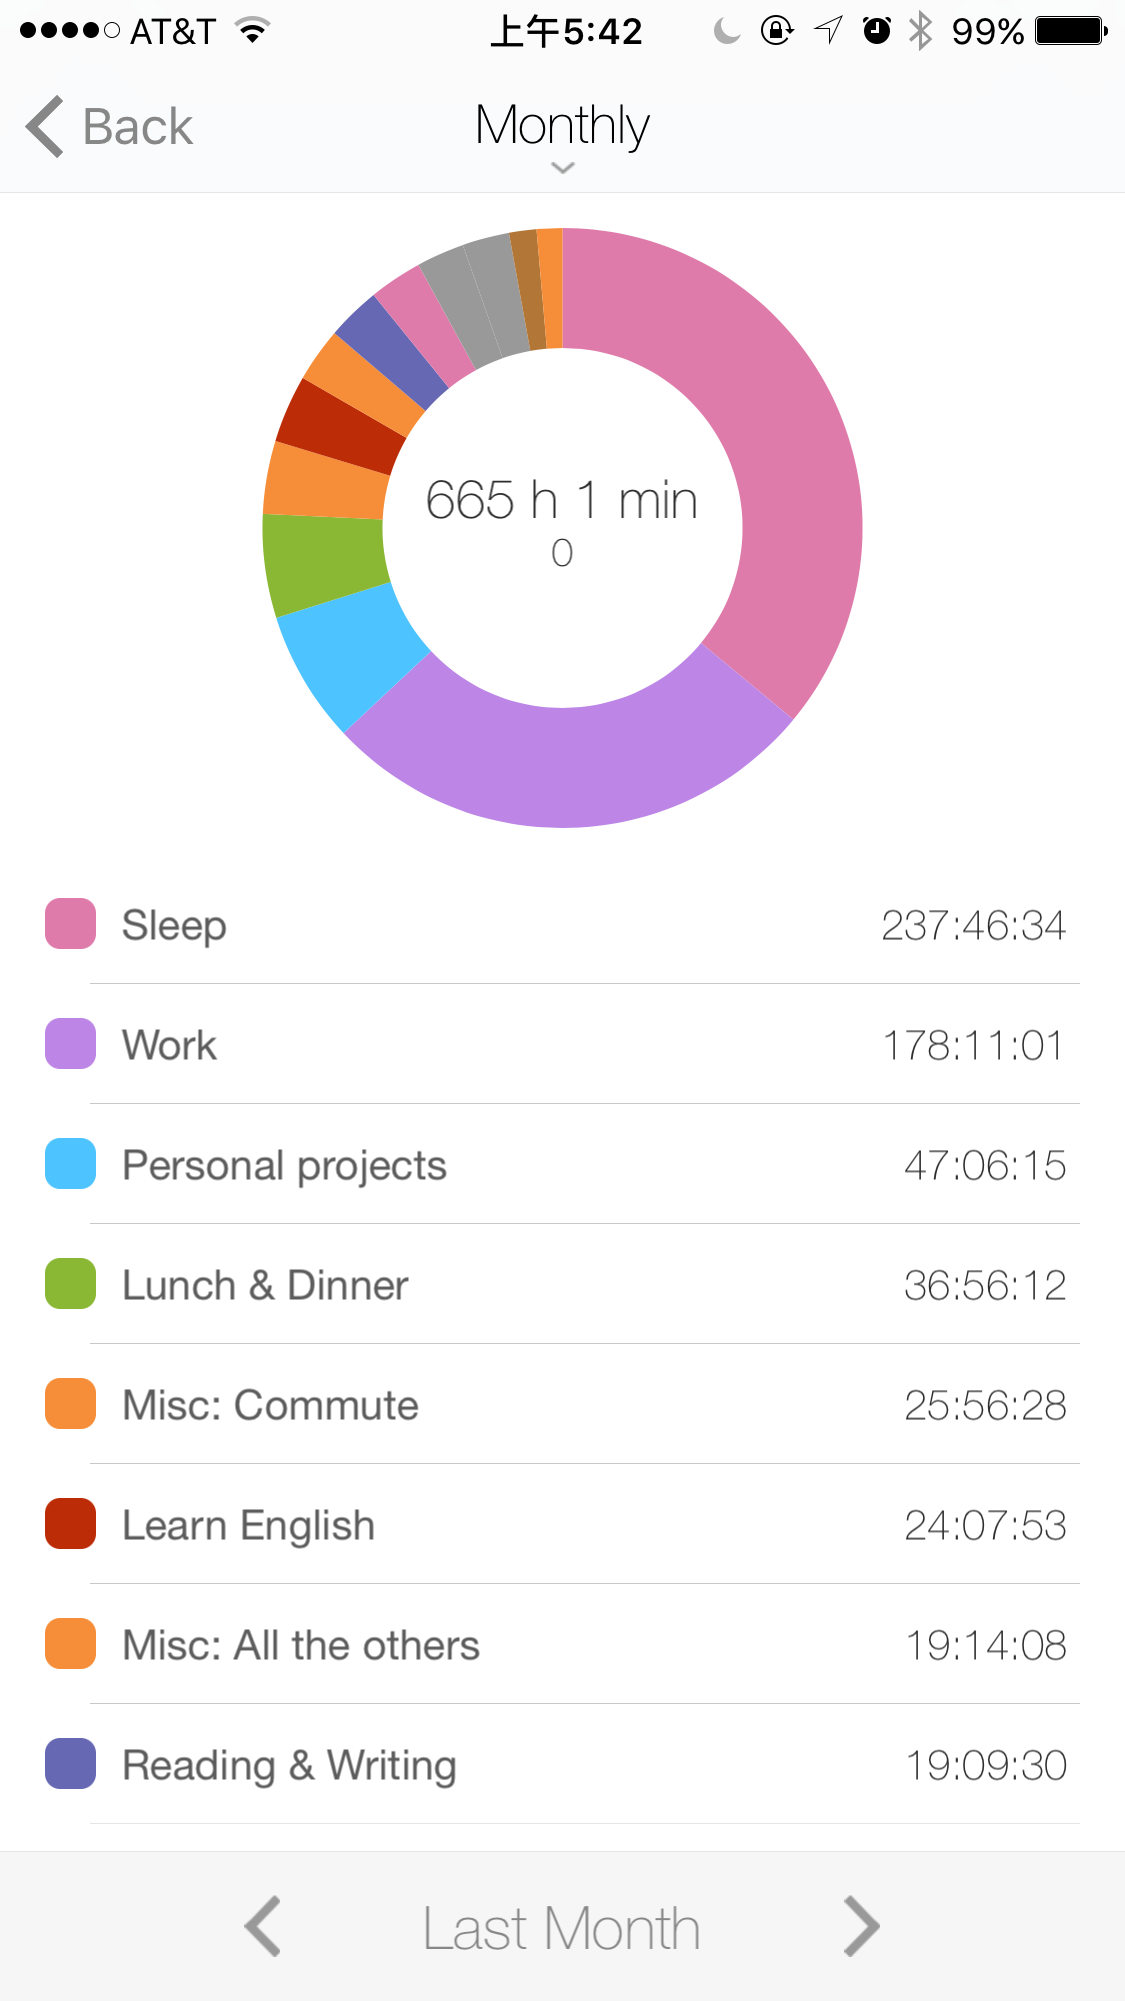 AT&T 上午5:42 99%
Back Monthly
665 h 1 min
0
Sleep 237:46:34
Work 178:11:01
Personal projects 47:06:15
Lunch & Dinner 36:56:12
Misc: Commute 25:56:28
Learn English 24:07:53
Misc: All the others 19:14:08
Reading & Writing 19:09:30
Last Month